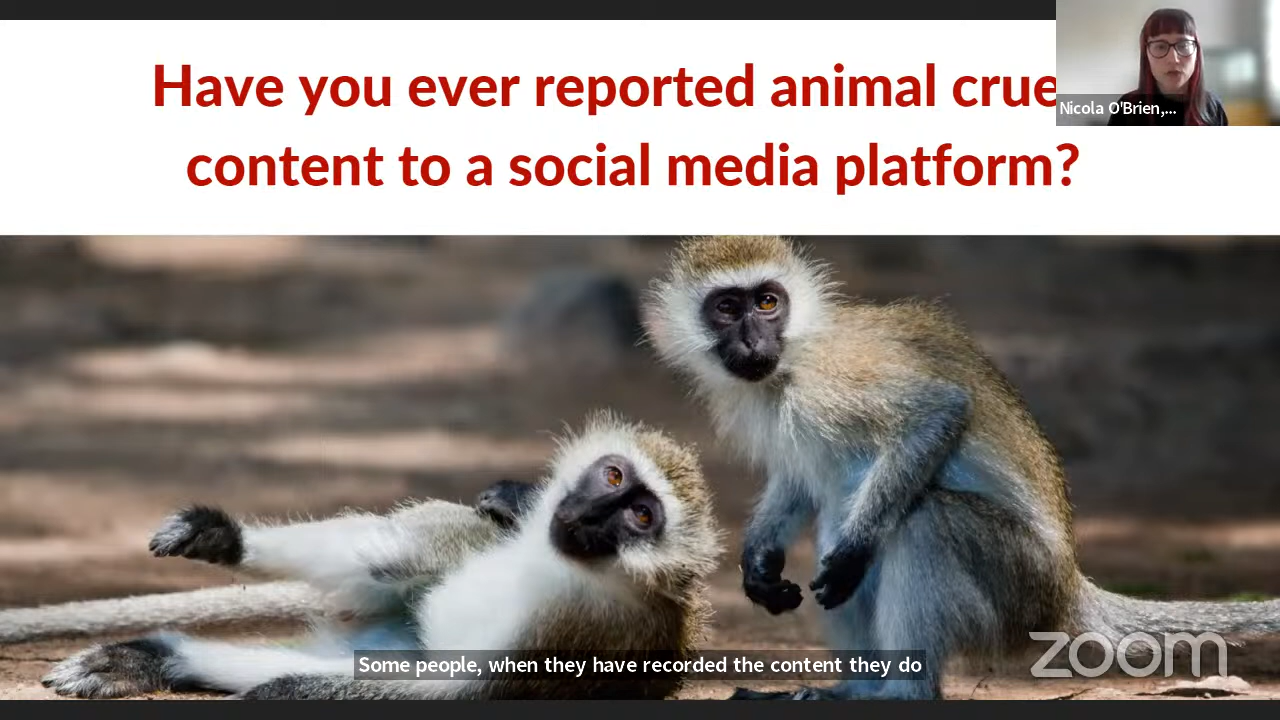 Have you ever reported animal crue
content to a social media platform?
Nicola O'Brien,...
Some people, when they have recorded the content they do
zoom